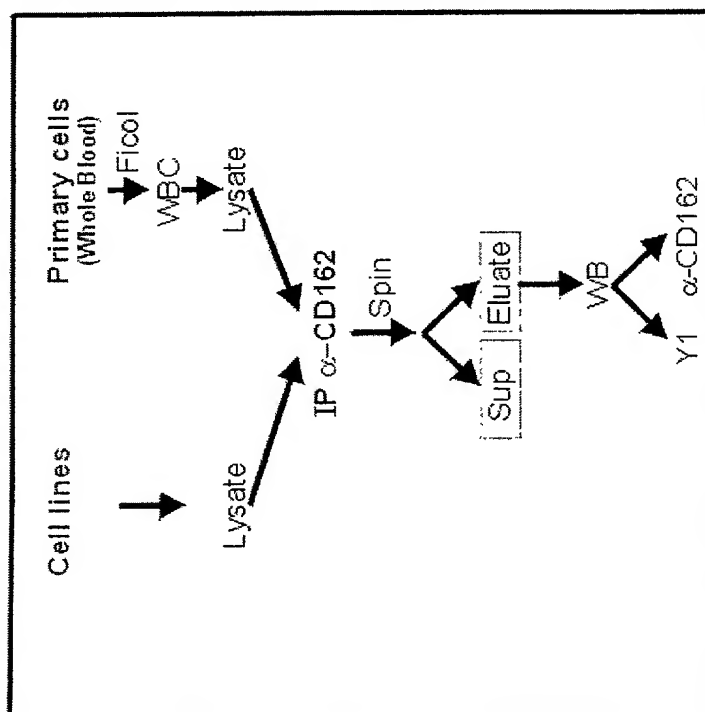 Cell lines
Primary cells
(Whole Blood)
Ficol
WBC
Lysate
Lysate
IP α-CD162
Spin
Sup
Eluate
WB
Y1
α-CD162